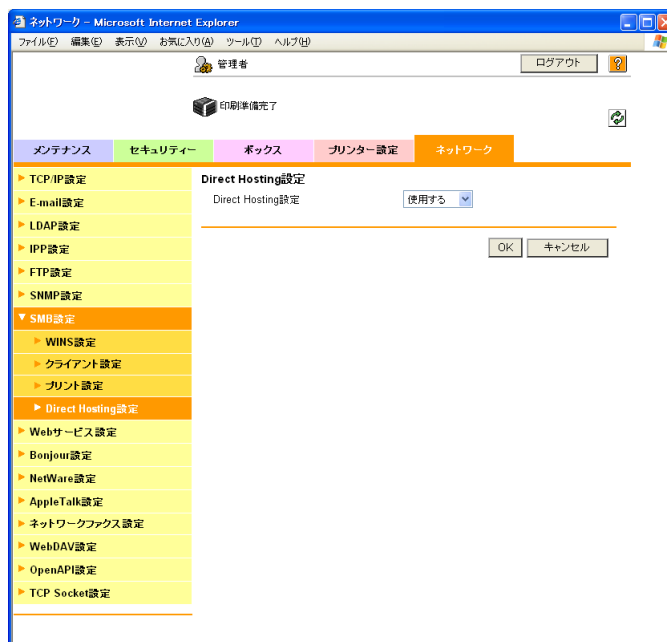 ネットワーク - Microsoft Internet Explorer
ファイル(F) 編集(E) 表示(V) お気に入り(A) ツール(T) ヘルプ(H)
管理者
ログアウト
?
印刷準備完了
メンテナンス セキュリティー ボックス プリンター設定 ネットワーク
TCP/IP設定
E-mail設定
LDAP設定
IPP設定
FTP設定
SNMP設定
SMB設定
WINS設定
クライアント設定
プリント設定
Direct Hosting設定
Webサービス設定
Bonjour設定
NetWare設定
AppleTalk設定
ネットワークファクス設定
WebDAV設定
OpenAPI設定
TCP Socket設定
Direct Hosting設定
Direct Hosting設定 使用する
OK キャンセル